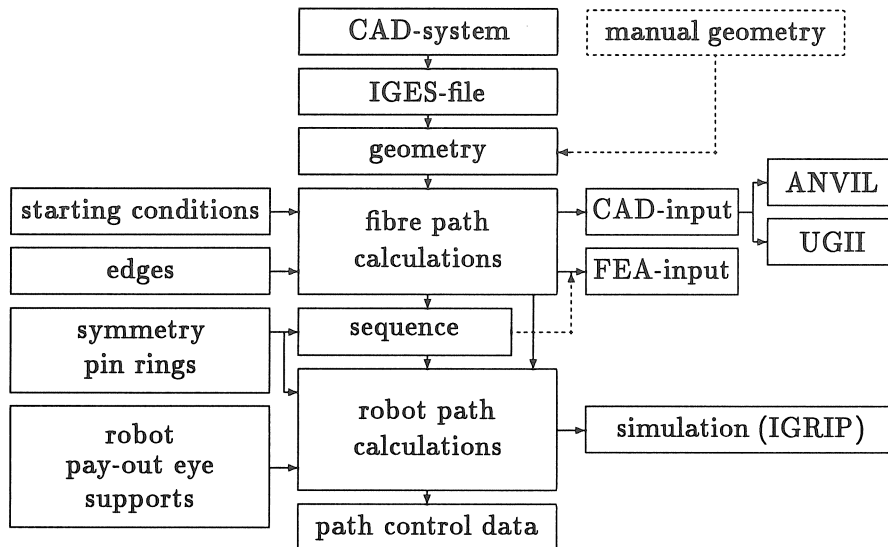 CAD-system
manual geometry
IGES-file
geometry
ANVIL
starting conditions
fibre path
calculations
CAD-input
UGII
edges
FEA-input
symmetry
pin rings
sequence
robot path
calculations
simulation (IGRIP)
robot
pay-out eye
supports
path control data